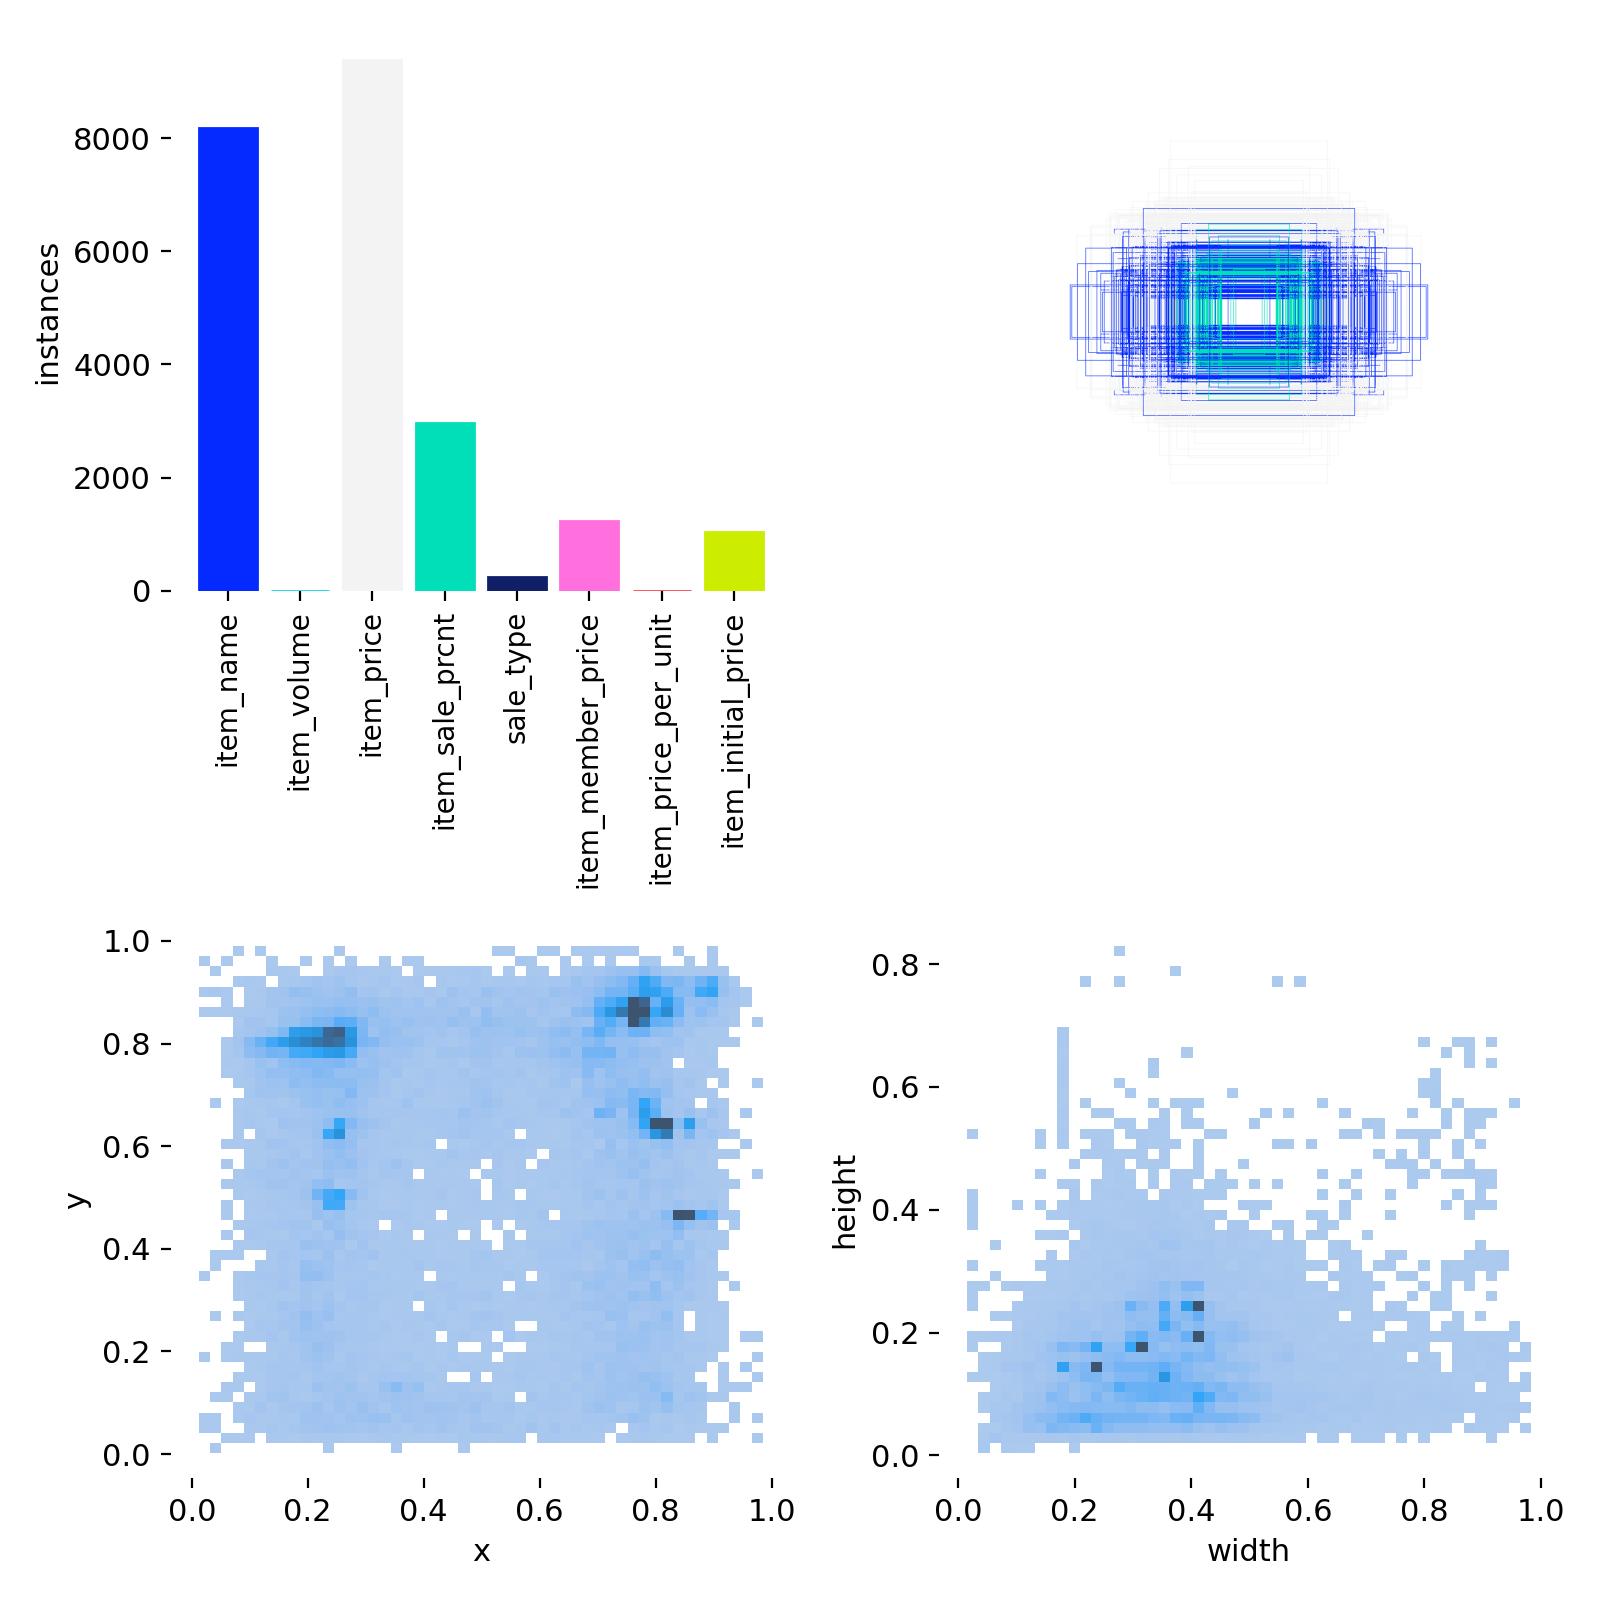 instances
8000
6000
4000
2000
0
item_name
item_volume
item_price
item_sale_prcnt
sale_type
item_member_price
item_price_per_unit
item_initial_price
y
1.0
0.8
0.6
0.4
0.2
0.0
0.0 0.2 0.4 0.6 0.8 1.0
x
height
0.8
0.6
0.4
0.2
0.0
0.0 0.2 0.4 0.6 0.8 1.0
width